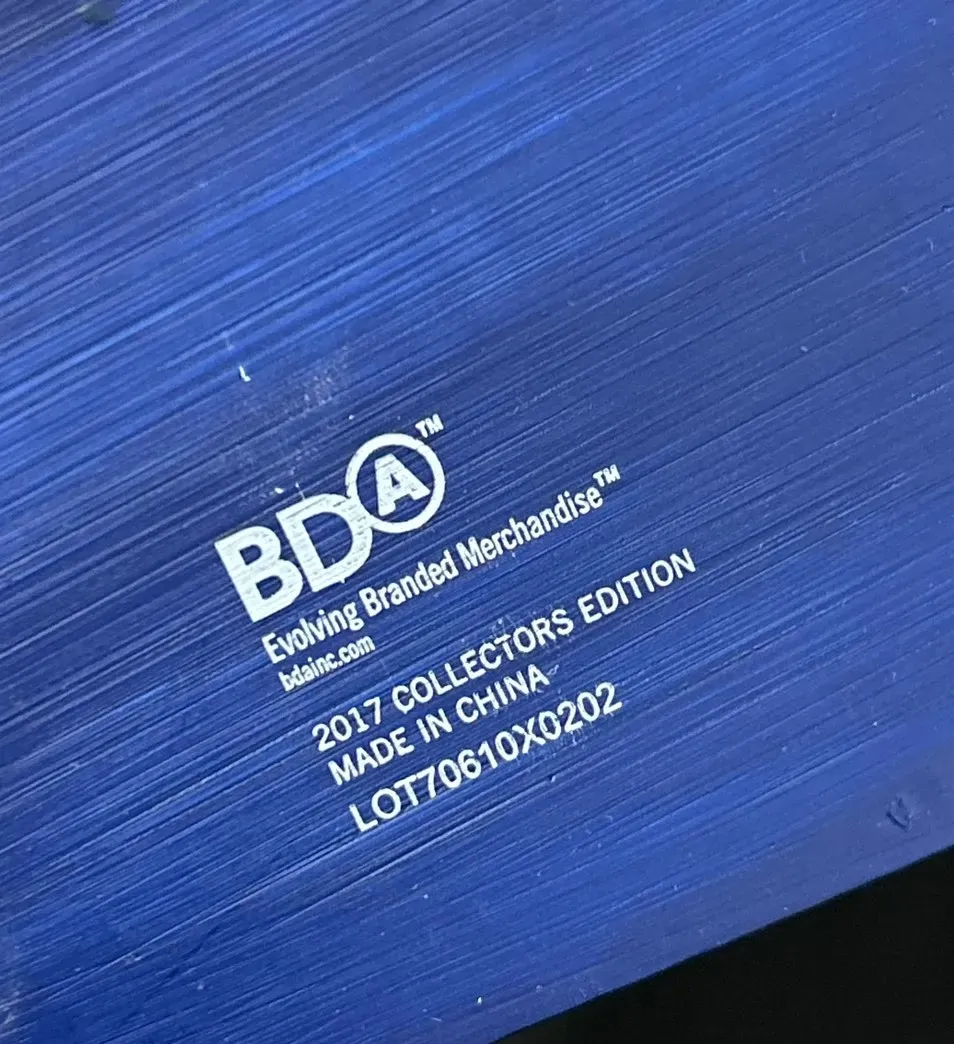 BDA™
Evolving Branded Merchandise™
bdainc.com
2017 COLLECTORS EDITION
MADE IN CHINA
LOT70610X0202